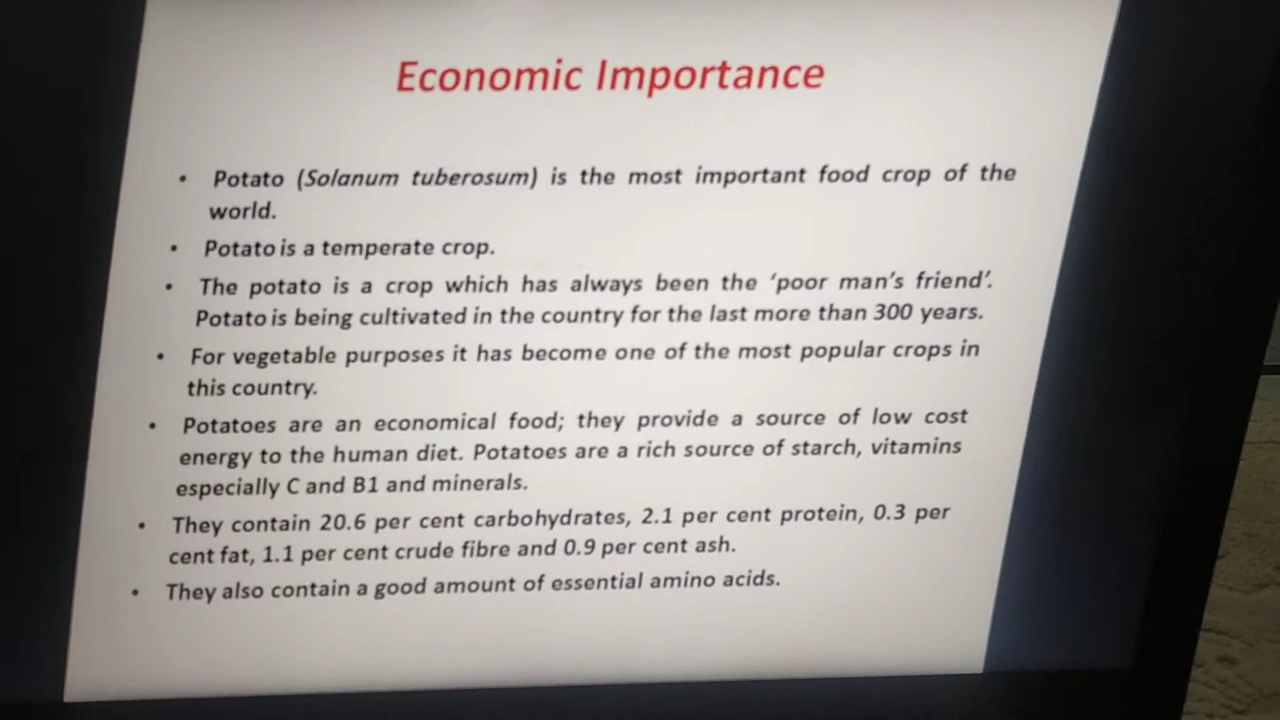 Economic Importance
• Potato (Solanum tuberosum) is the most important food crop of the
world.
• Potato is a temperate crop.
• The potato is a crop which has always been the ‘poor man’s friend’.
Potato is being cultivated in the country for the last more than 300 years.
• For vegetable purposes it has become one of the most popular crops in
this country.
• Potatoes are an economical food; they provide a source of low cost
energy to the human diet. Potatoes are a rich source of starch, vitamins
especially C and B1 and minerals.
• They contain 20.6 per cent carbohydrates, 2.1 per cent protein, 0.3 per
cent fat, 1.1 per cent crude fibre and 0.9 per cent ash.
• They also contain a good amount of essential amino acids.